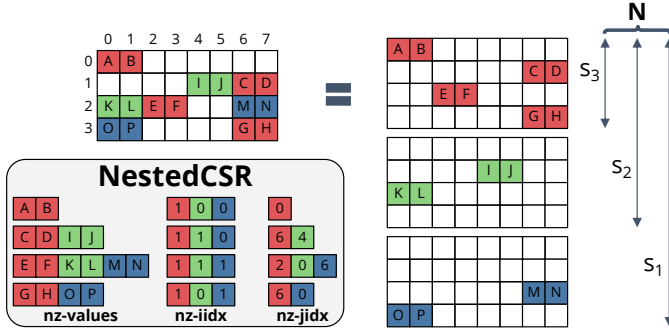 N
0 1 2 3 4 5 6 7
0 A B
1 I J C D
2 K L E F M N
3 O P G H
=
A B
C D
E F
G H
S3
I J
K L
S2
M N
O P
S1
NestedCSR
A B 1 0 0 0
C D I J 1 1 0 6 4
E F K L M N 1 1 1 2 0 6
G H O P 1 0 1 6 0
nz-values nz-iidx nz-jidx